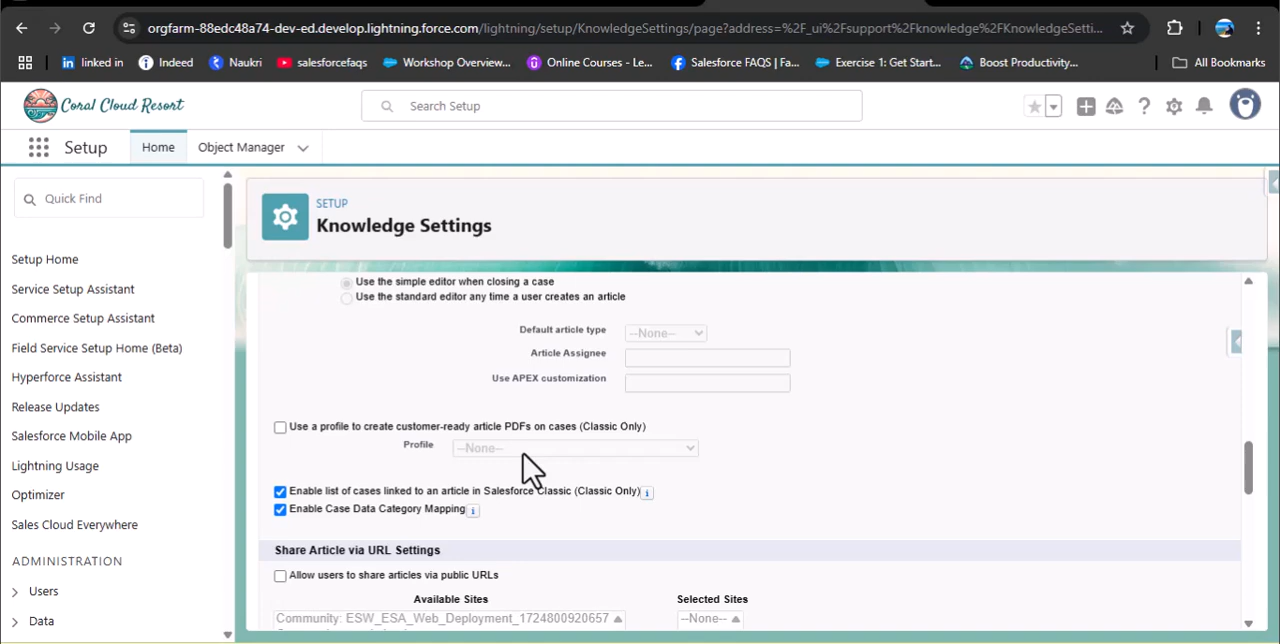 orgfarm-88edc48a74-dev-ed.develop.lightning.force.com/lightning/setup/KnowledgeSettings/page?address=%2F_ui%2Fsupport%2Fknowledge%2FKnowledgeSetti...
linked in Indeed Naukri salesforcefaqs Workshop Overview... Online Courses - Le... Salesforce FAQS | Fa... Exercise 1: Get Start... Boost Productivity... All Bookmarks
Coral Cloud Resort
Search Setup
Setup Home Object Manager
Quick Find
Setup Home
Service Setup Assistant
Commerce Setup Assistant
Field Service Setup Home (Beta)
Hyperforce Assistant
Release Updates
Salesforce Mobile App
Lightning Usage
Optimizer
Sales Cloud Everywhere
ADMINISTRATION
Users
Data
SETUP
Knowledge Settings
Use the simple editor when closing a case
Use the standard editor any time a user creates an article
Default article type --None--
Article Assignee
Use APEX customization
Use a profile to create customer-ready article PDFs on cases (Classic Only)
Profile --None--
Enable list of cases linked to an article in Salesforce Classic (Classic Only) i
Enable Case Data Category Mapping i
Share Article via URL Settings
Allow users to share articles via public URLs
Available Sites Selected Sites
Community: ESW_ESA_Web_Deployment_1724800920657 --None--